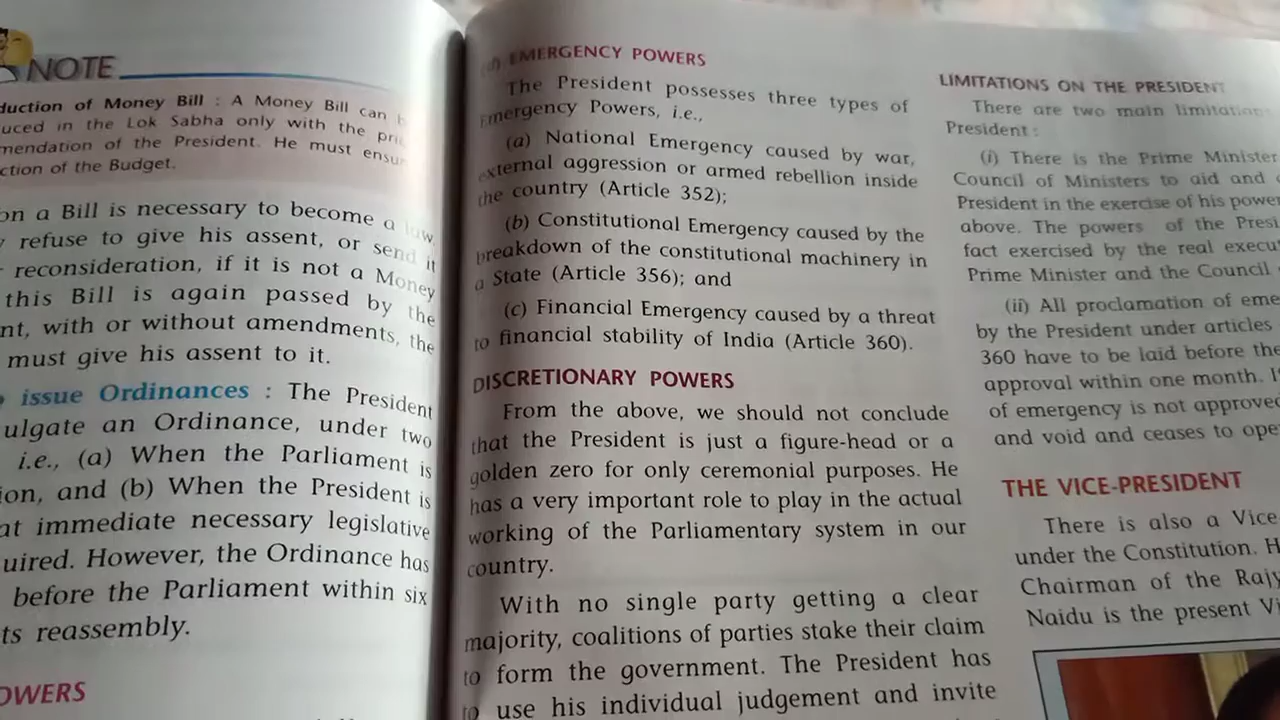 NOTE
duction of Money Bill : A Money Bill can
uced in the Lok Sabha only with the
mendation of the President. He must
ction of the Budget.
on a Bill is necessary to become a law.
refuse to give his assent, or send it
reconsideration, if it is not a Money
this Bill is again passed by the
nt, with or without amendments, the
must give his assent to it.
issue Ordinances : The President
ulgate an Ordinance, under two
i.e., (a) When the Parliament is
ion, and (b) When the President is
at immediate necessary legislative
uired. However, the Ordinance has
before the Parliament within six
ts reassembly.
OWERS
EMERGENCY POWERS
The President possesses three types of
Emergency Powers, i.e.,
(a) National Emergency caused by war,
external aggression or armed rebellion inside
the country (Article 352);
(b) Constitutional Emergency caused by the
breakdown of the constitutional machinery in
a State (Article 356); and
(c) Financial Emergency caused by a threat
to financial stability of India (Article 360).
DISCRETIONARY POWERS
From the above, we should not conclude
that the President is just a figure-head or a
golden zero for only ceremonial purposes. He
has a very important role to play in the actual
working of the Parliamentary system in our
country.
With no single party getting a clear
majority, coalitions of parties stake their claim
to form the government. The President has
to use his individual judgement and invite
LIMITATIONS ON THE PRESIDENT
There are two main limitations
President :
(i) There is the Prime Minister
Council of Ministers to aid and
President in the exercise of his power
above. The powers of the Presi
fact exercised by the real execu
Prime Minister and the Council
(ii) All proclamation of eme
by the President under articles
360 have to be laid before the
approval within one month. I
of emergency is not approved
and void and ceases to ope
THE VICE-PRESIDENT
There is also a Vice
under the Constitution. H
Chairman of the Rajy
Naidu is the present Vi